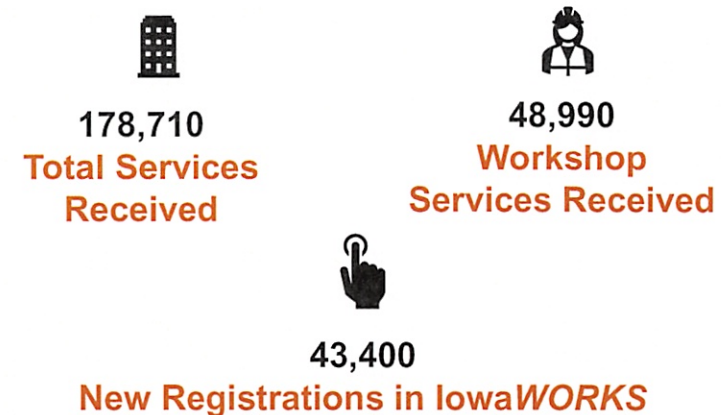 178,710
Total Services
Received
48,990
Workshop
Services Received
43,400
New Registrations in IowaWORKS